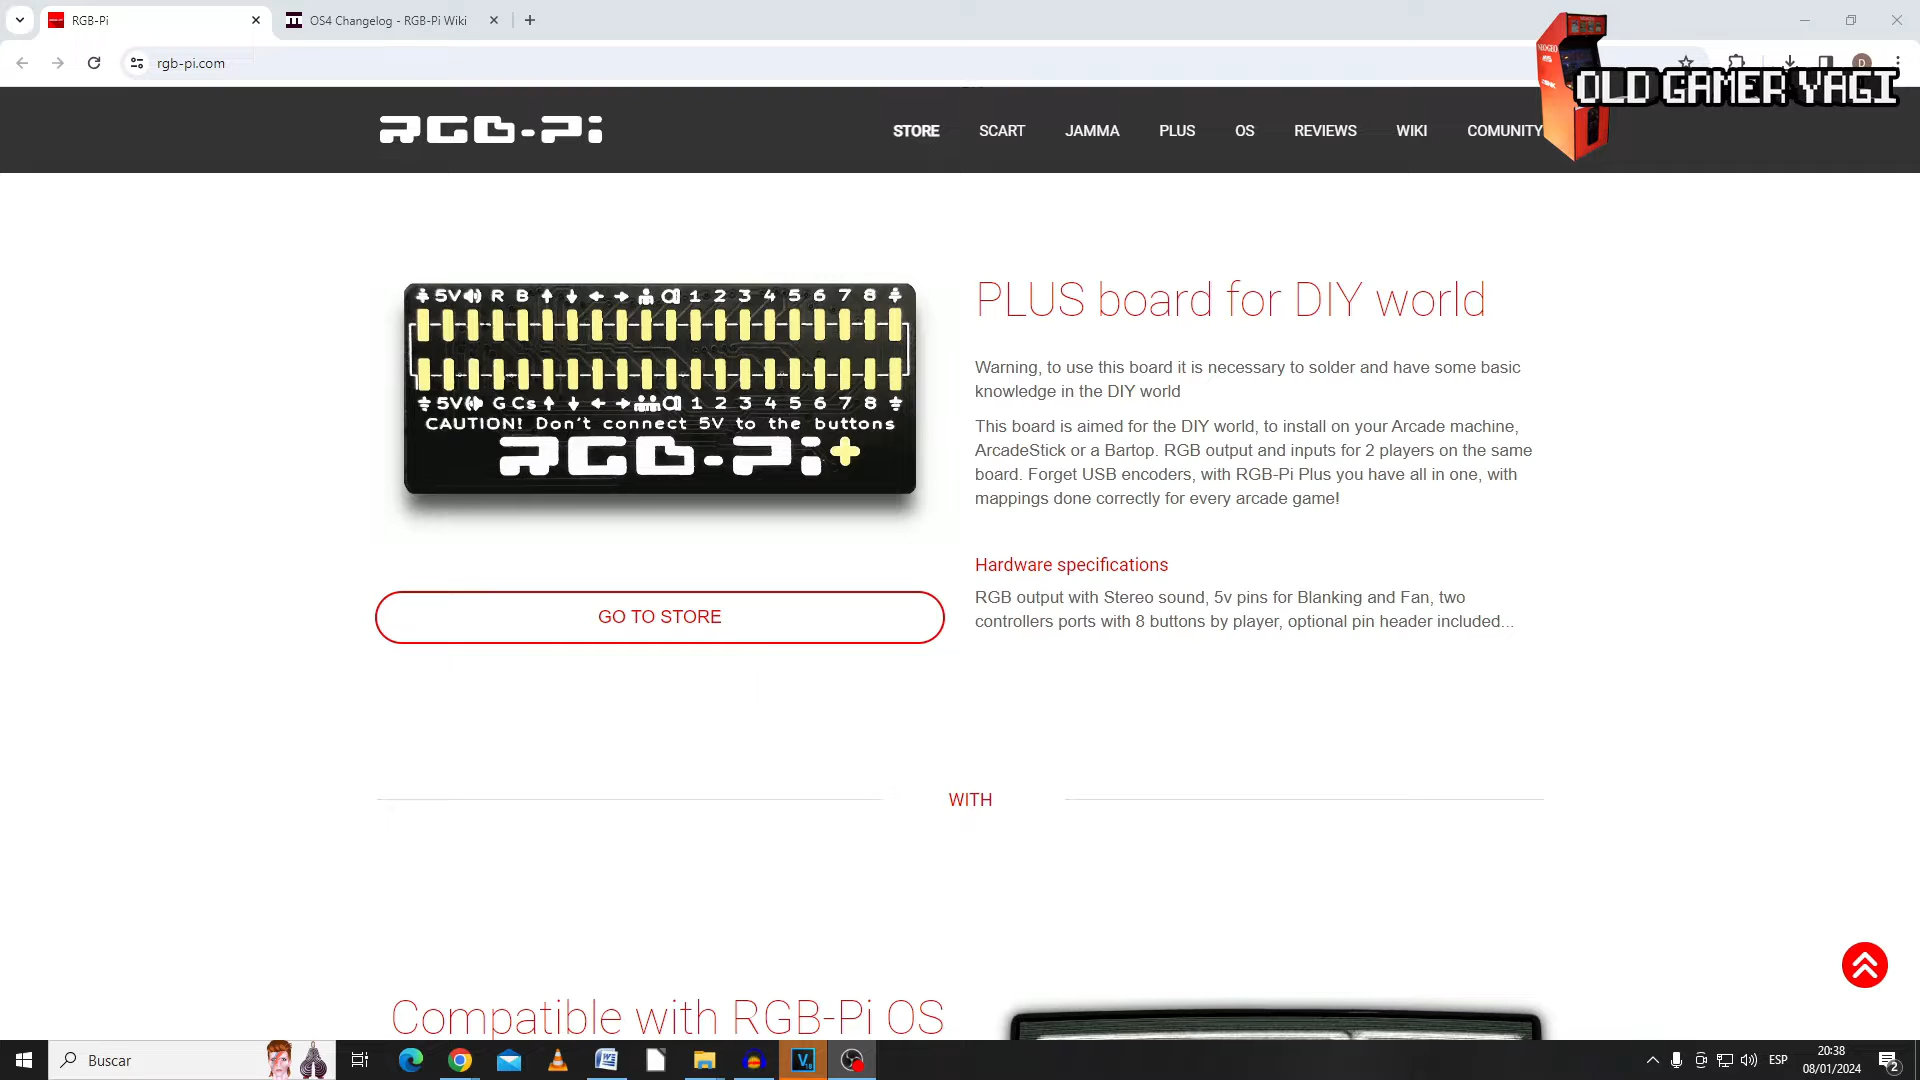 RGB-Pi
OS4 Changelog - RGB-Pi Wiki
rgb-pi.com
D
NEOGEO
OLD GAMER YAGI
RGB-Pi
STORE
SCART
JAMMA
PLUS
OS
REVIEWS
WIKI
COMUNITY
5V R B 1 2 3 4 5 6 7 8
5V G Cs 1 2 3 4 5 6 7 8
CAUTION! Don't connect 5V to the buttons
RGB-Pi+
GO TO STORE
PLUS board for DIY world
Warning, to use this board it is necessary to solder and have some basic
knowledge in the DIY world
This board is aimed for the DIY world, to install on your Arcade machine,
ArcadeStick or a Bartop. RGB output and inputs for 2 players on the same
board. Forget USB encoders, with RGB-Pi Plus you have all in one, with
mappings done correctly for every arcade game!
Hardware specifications
RGB output with Stereo sound, 5v pins for Blanking and Fan, two
controllers ports with 8 buttons by player, optional pin header included...
WITH
Compatible with RGB-Pi OS
Buscar
ESP
20:38
08/01/2024
2